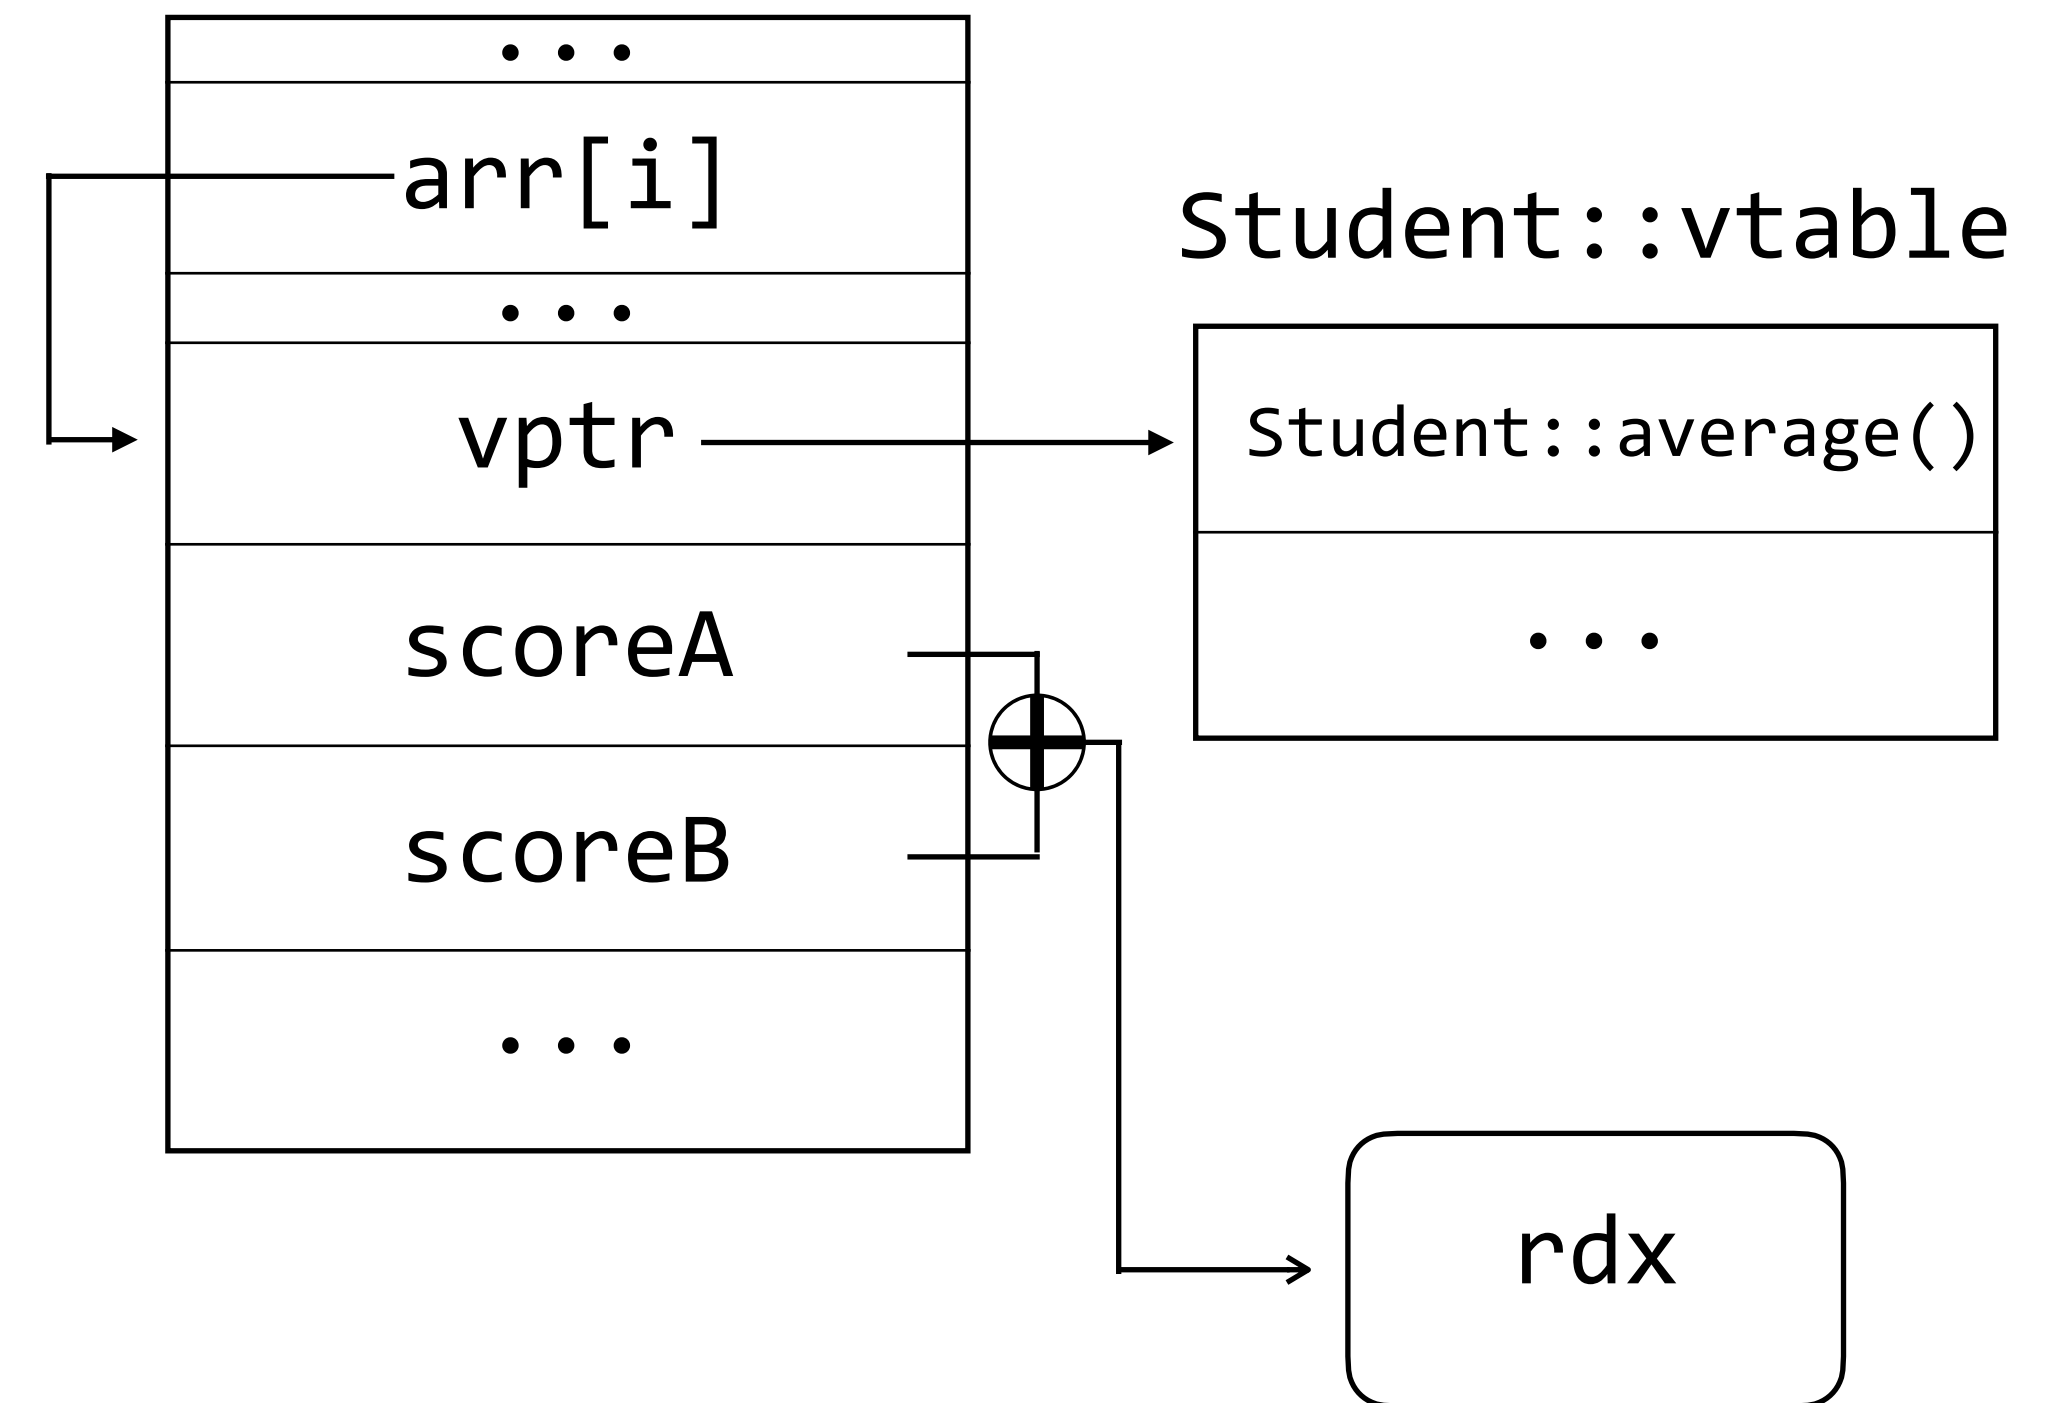 ...
arr[i]
...
vptr
scoreA
scoreB
...
Student::vtable
Student::average()
...
rdx